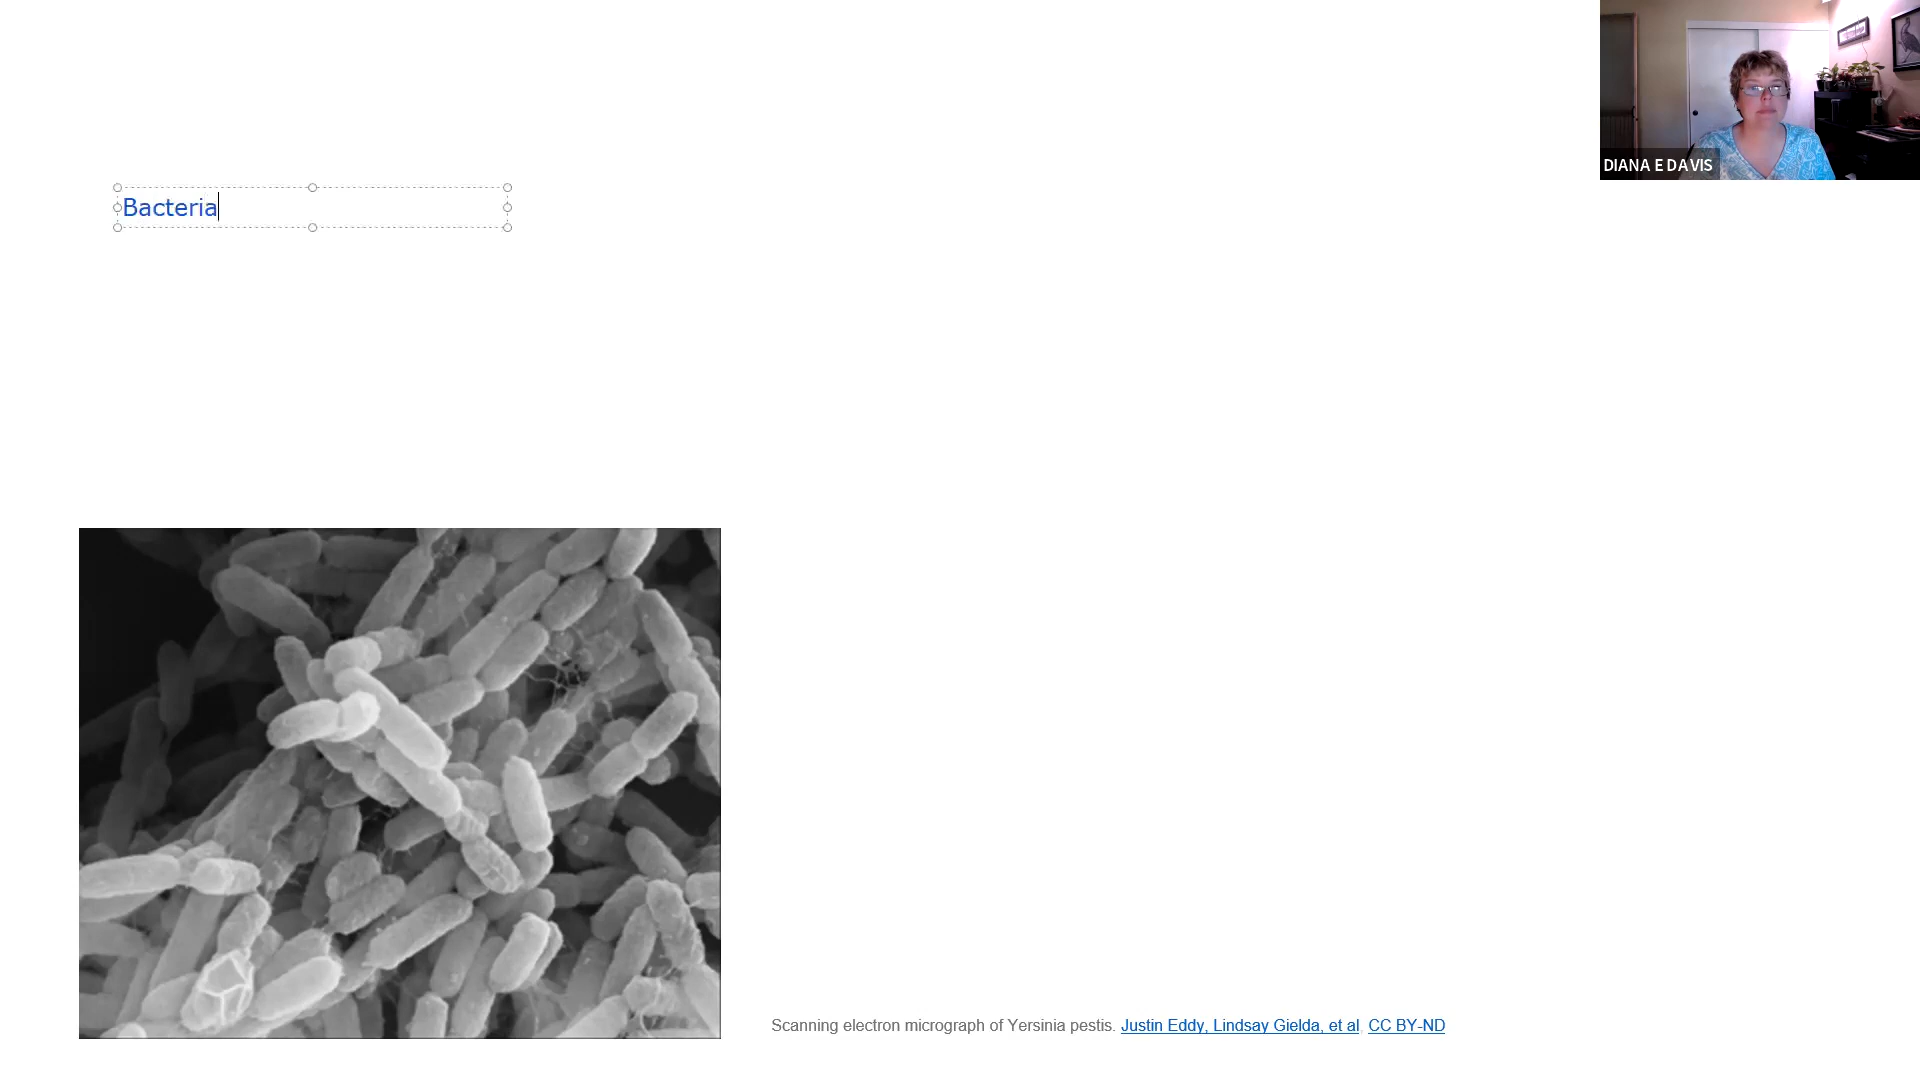 DIANA E DAVIS
Bacteria
Scanning electron micrograph of Yersinia pestis. Justin Eddy, Lindsay Gielda, et al. CC BY-ND